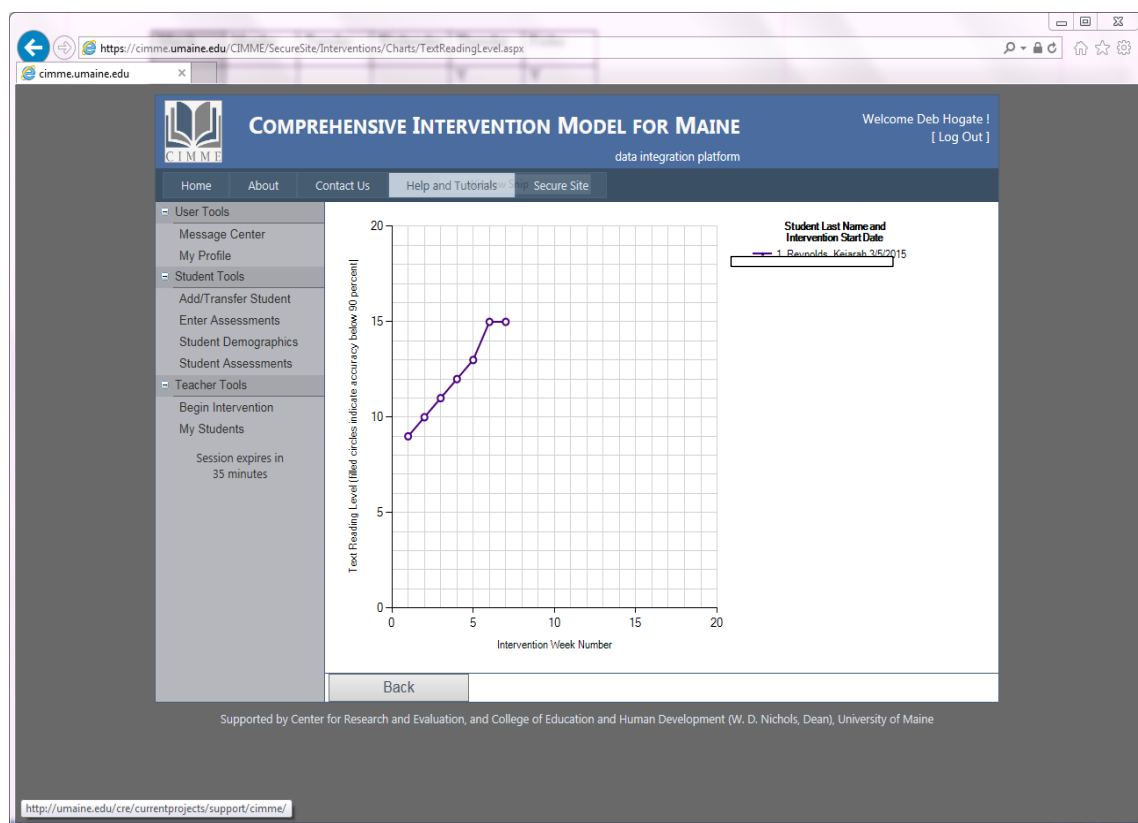 https://cimme.umaine.edu/CIMME/SecureSite/Interventions/Charts/TextReadingLevel.aspx
cimme.umaine.edu
CIMME
COMPREHENSIVE INTERVENTION MODEL FOR MAINE
data integration platform
Welcome Deb Hogate !
[ Log Out ]
Home About Contact Us Help and Tutorials Secure Site
User Tools
Message Center
My Profile
Student Tools
Add/Transfer Student
Enter Assessments
Student Demographics
Student Assessments
Teacher Tools
Begin Intervention
My Students
Session expires in
35 minutes
Text Reading Level (filled circles indicate accuracy below 90 percent)
20
15
10
5
0
0 5 10 15 20
Intervention Week Number
Student Last Name and
Intervention Start Date
1. Reynolds, Kejarah 3/5/2015
Back
Supported by Center for Research and Evaluation, and College of Education and Human Development (W. D. Nichols, Dean), University of Maine
http://umaine.edu/cre/currentprojects/support/cimme/